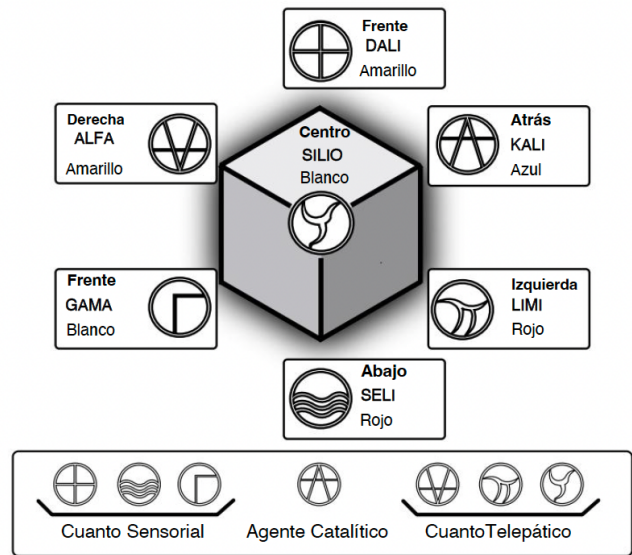 Frente
DALI
Amarillo
Derecha
ALFA
Amarillo
Centro
SILIO
Blanco
Atrás
KALI
Azul
Frente
GAMA
Blanco
Izquierda
LIMI
Rojo
Abajo
SELI
Rojo
Cuanto Sensorial
Agente Catalítico
CuantoTelepático